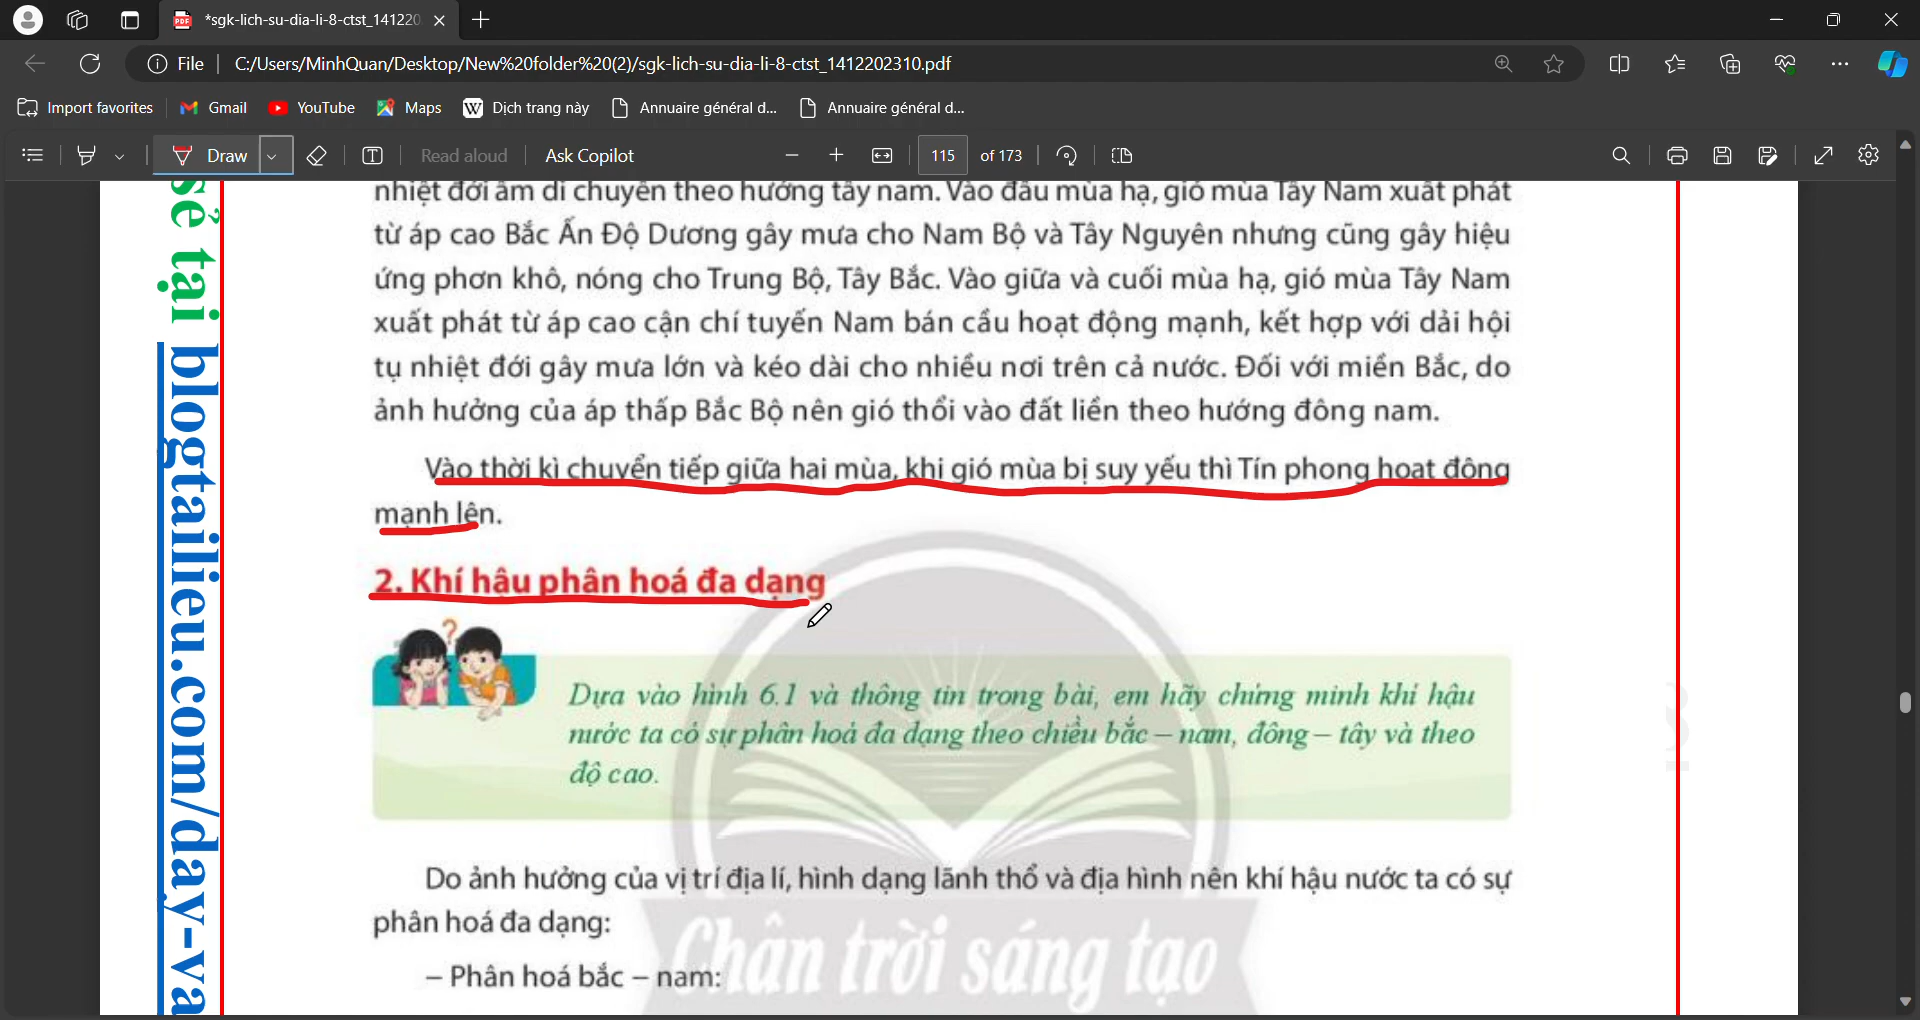 *sgk-lich-su-dia-li-8-ctst_141220
File
C:/Users/MinhQuan/Desktop/New%20folder%20(2)/sgk-lich-su-dia-li-8-ctst_1412202310.pdf
Import favorites
Gmail
YouTube
Maps
Dịch trang này
Annuaire général d...
Annuaire général d...
Draw
Read aloud
Ask Copilot
115
of 173
nhiệt đới ẩm di chuyển theo hướng tây nam. Vào đầu mùa hạ, gió mùa Tây Nam xuất phát
từ áp cao Bắc Ấn Độ Dương gây mưa cho Nam Bộ và Tây Nguyên nhưng cũng gây hiệu
ứng phơn khô, nóng cho Trung Bộ, Tây Bắc. Vào giữa và cuối mùa hạ, gió mùa Tây Nam
xuất phát từ áp cao cận chí tuyến Nam bán cầu hoạt động mạnh, kết hợp với dải hội
tụ nhiệt đới gây mưa lớn và kéo dài cho nhiều nơi trên cả nước. Đối với miền Bắc, do
ảnh hưởng của áp thấp Bắc Bộ nên gió thổi vào đất liền theo hướng đông nam.
Vào thời kì chuyển tiếp giữa hai mùa, khi gió mùa bị suy yếu thì Tín phong hoạt động
mạnh lên.
2. Khí hậu phân hoá đa dạng
?
Dựa vào hình 6.1 và thông tin trong bài, em hãy chứng minh khí hậu
nước ta có sự phân hoá đa dạng theo chiều bắc – nam, đông – tây và theo
độ cao.
Do ảnh hưởng của vị trí địa lí, hình dạng lãnh thổ và địa hình nên khí hậu nước ta có sự
phân hoá đa dạng:
– Phân hoá bắc – nam:
Chân trời sáng tạo
sẻ tại blogtailieu.com/day-va